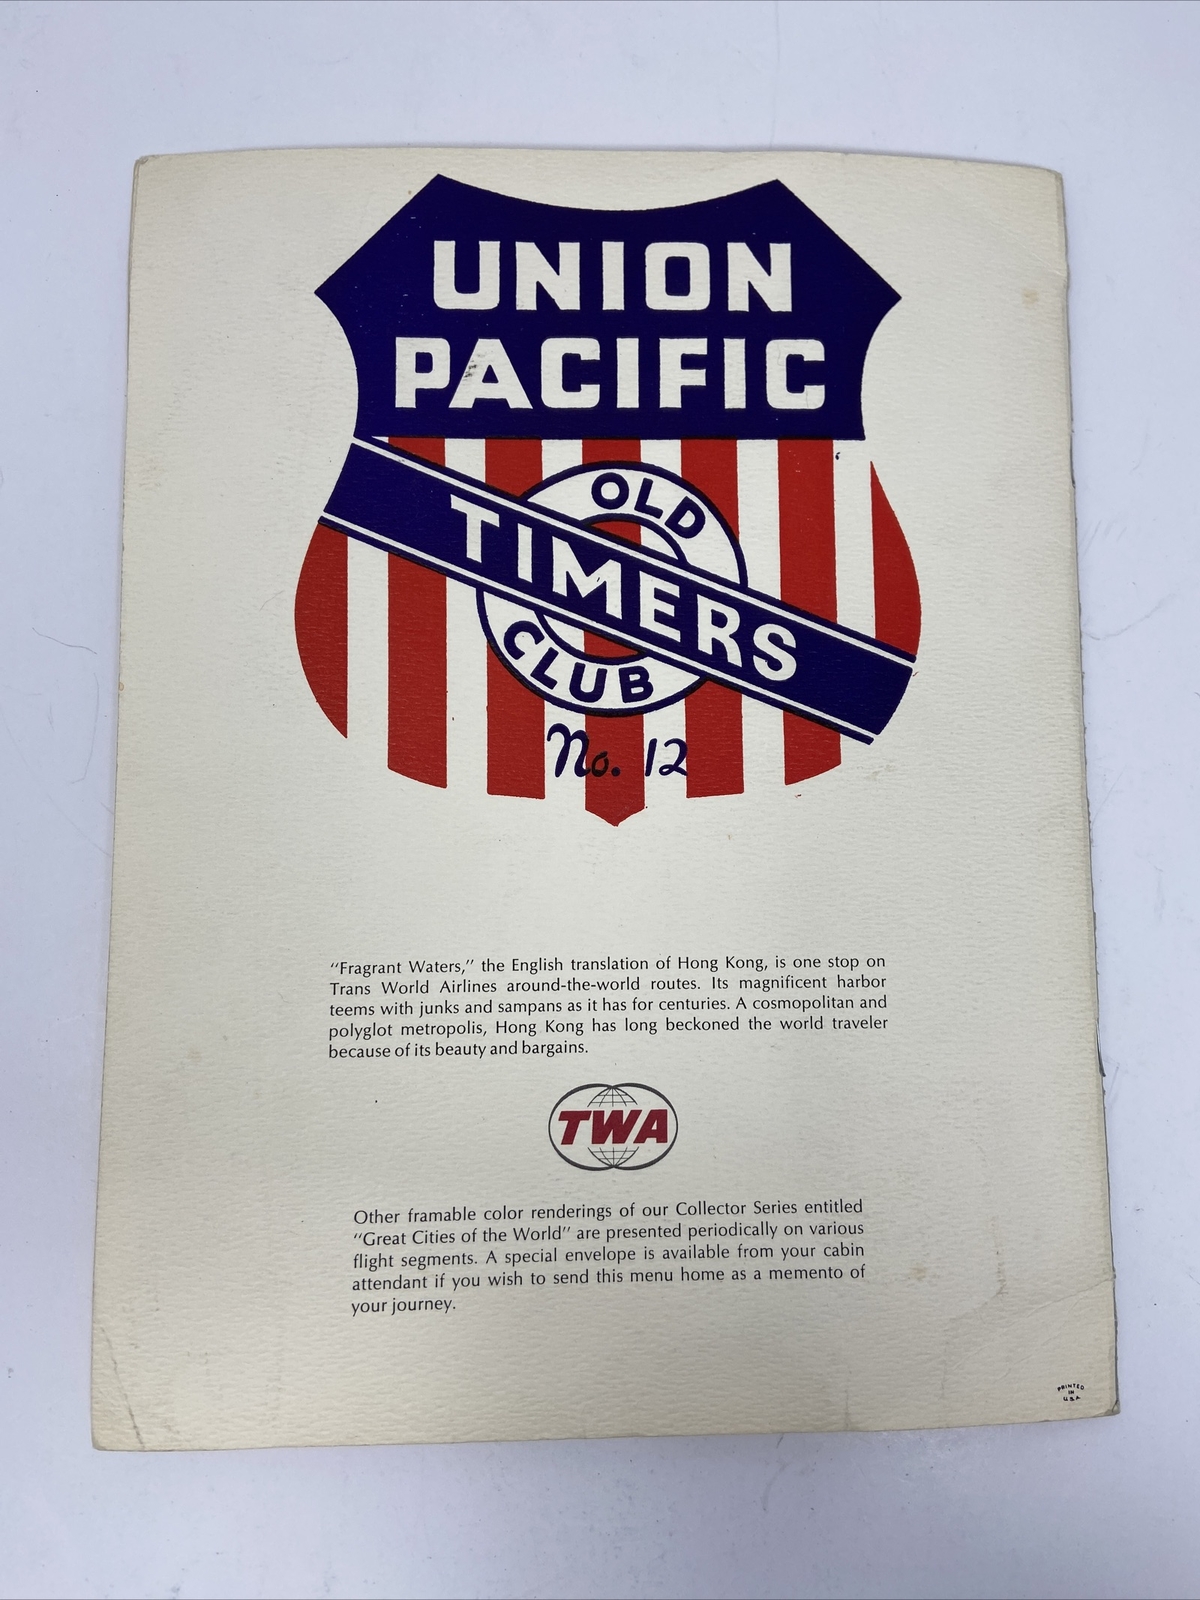 UNION
PACIFIC
OLD
TIMERS
CLUB
No. 12
“Fragrant Waters,” the English translation of Hong Kong, is one stop on
Trans World Airlines around-the-world routes. Its magnificent harbor
teems with junks and sampans as it has for centuries. A cosmopolitan and
polyglot metropolis, Hong Kong has long beckoned the world traveler
because of its beauty and bargains.
TWA
Other framable color renderings of our Collector Series entitled
“Great Cities of the World” are presented periodically on various
flight segments. A special envelope is available from your cabin
attendant if you wish to send this menu home as a memento of
your journey.
PRINTED
IN
U.S.A.